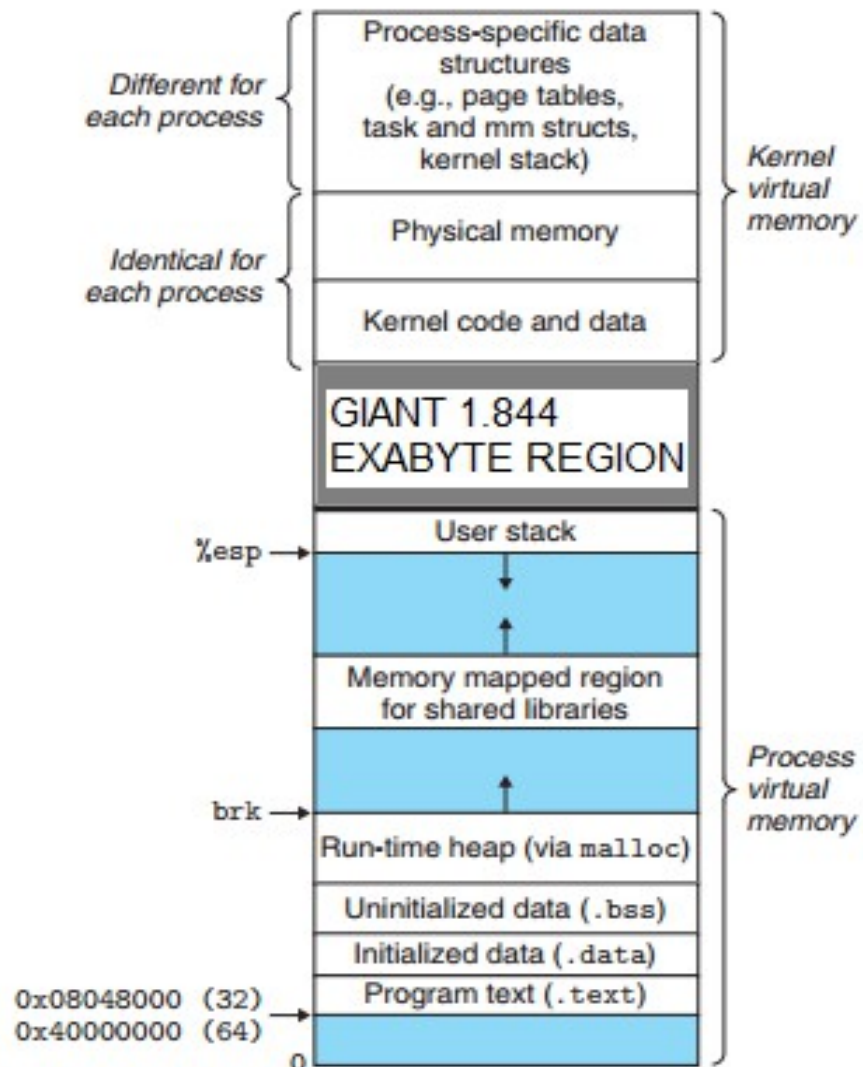 Process-specific data
structures
(e.g., page tables,
task and mm structs,
kernel stack)
Different for
each process
Kernel
virtual
memory
Physical memory
Identical for
each process
Kernel code and data
GIANT 1.844
EXABYTE REGION
User stack
%esp
Memory mapped region
for shared libraries
Process
virtual
memory
brk
Run-time heap (via malloc)
Uninitialized data (.bss)
Initialized data (.data)
Program text (.text)
0x08048000 (32)
0x40000000 (64)
0